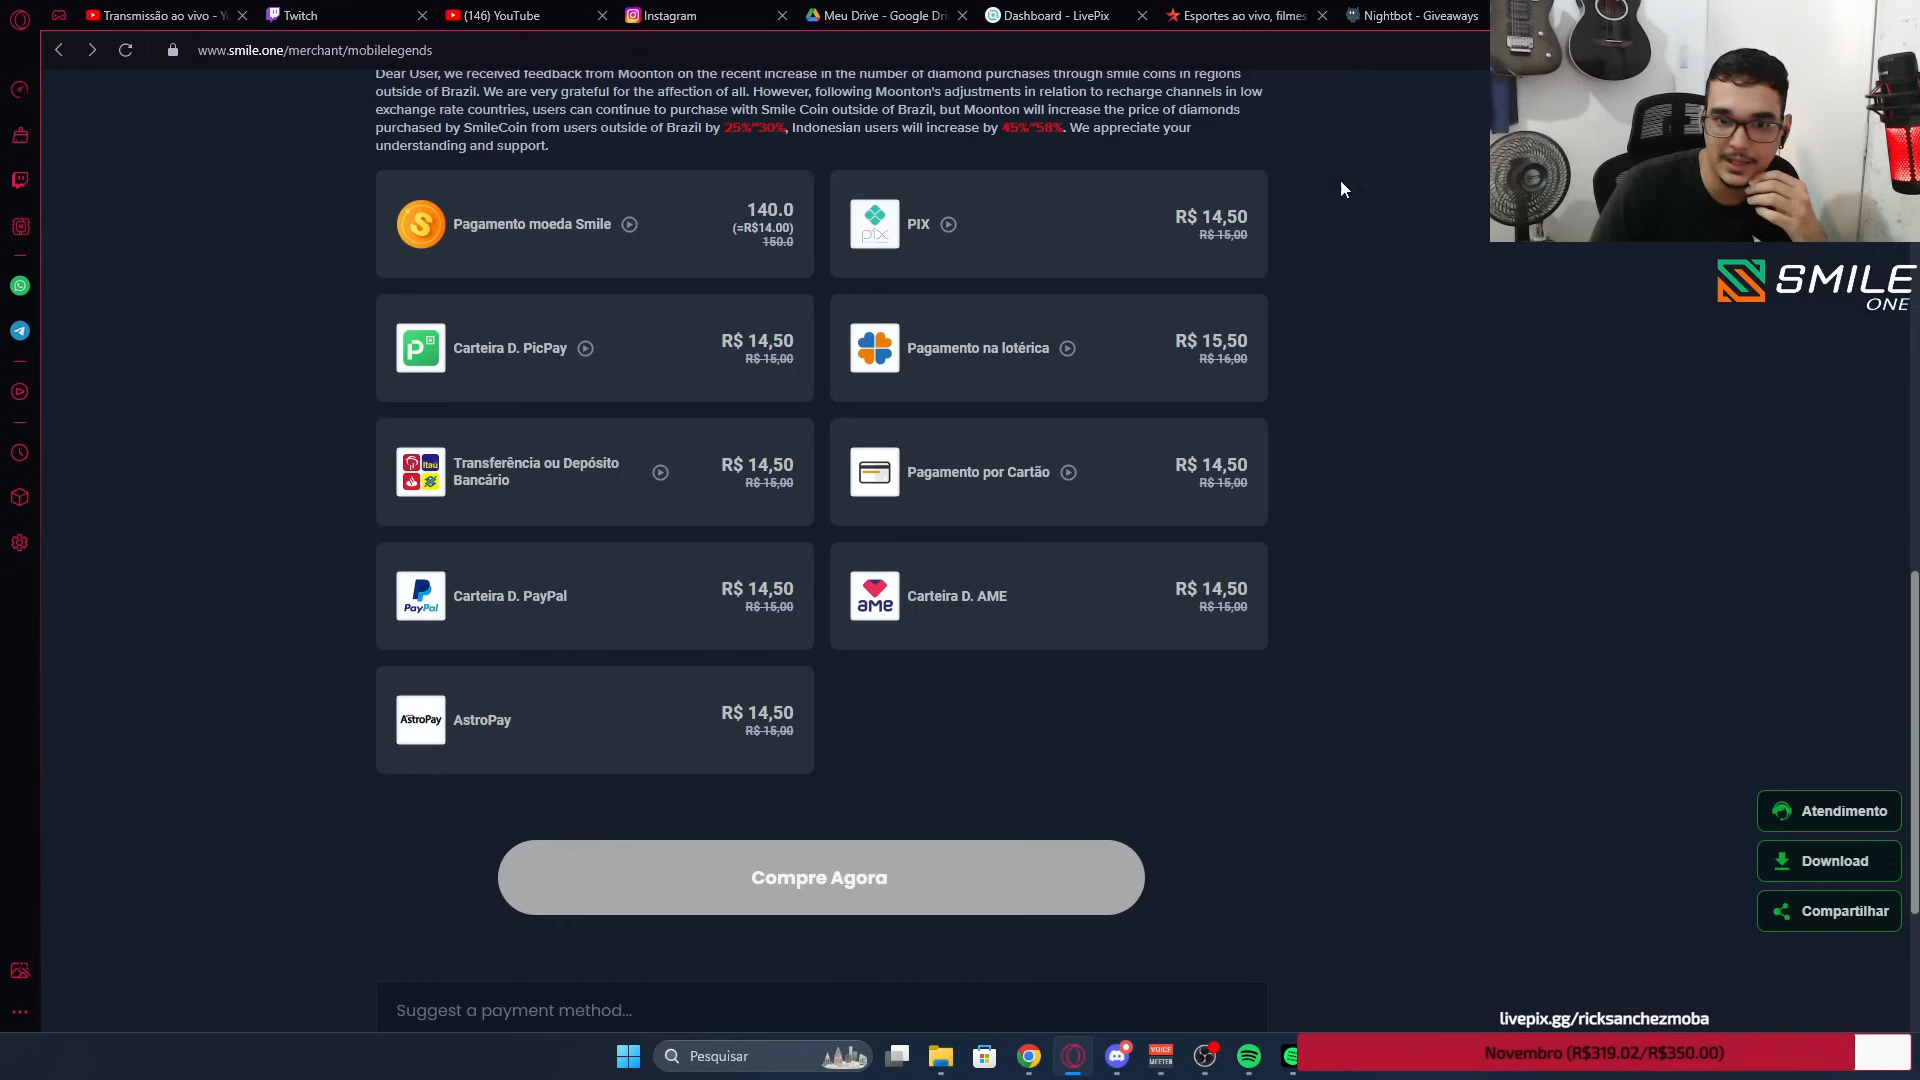 Transmissão ao vivo - Yo
Twitch
(146) YouTube
Instagram
Meu Drive - Google Dri
Dashboard - LivePix
Esportes ao vivo, filmes
Nightbot - Giveaways
www.smile.one/merchant/mobilelegends
Dear User, we received feedback from Moonton on the recent increase in the number of diamond purchases through smile coins in regions
outside of Brazil. We are very grateful for the affection of all. However, following Moonton's adjustments in relation to recharge channels in low
exchange rate countries, users can continue to purchase with Smile Coin outside of Brazil, but Moonton will increase the price of diamonds
purchased by SmileCoin from users outside of Brazil by 25%~30%, Indonesian users will increase by 45%~58%. We appreciate your
understanding and support.
Pagamento moeda Smile
140.0
(=R$14.00)
150.0
pix
PIX
R$ 14,50
R$ 15,00
Carteira D. PicPay
R$ 14,50
R$ 15,00
Pagamento na lotérica
R$ 15,50
R$ 16,00
Itaú
Transferência ou Depósito
Bancário
R$ 14,50
R$ 15,00
Pagamento por Cartão
R$ 14,50
R$ 15,00
PayPal
Carteira D. PayPal
R$ 14,50
R$ 15,00
ame
Carteira D. AME
R$ 14,50
R$ 15,00
AstroPay
AstroPay
R$ 14,50
R$ 15,00
SMILE
ONE
Compre Agora
Atendimento
Download
Compartilhar
Suggest a payment method...
livepix.gg/ricksanchezmoba
Novembro (R$319.02/R$350.00)
Pesquisar
VOICE
MEETER